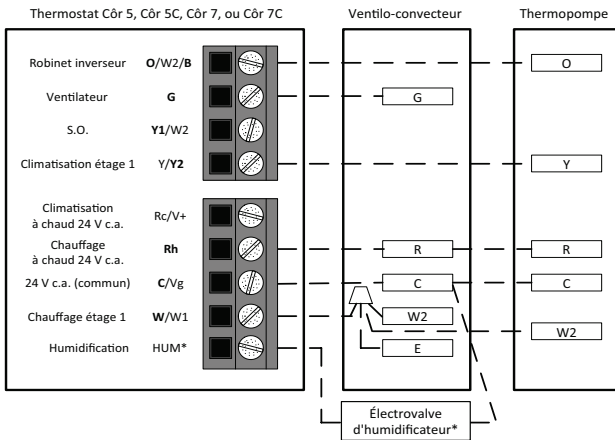 Thermostat Côr 5, Côr 5C, Côr 7, ou Côr 7C
Ventilo-convecteur
Thermopompe
Robinet inverseur O/W2/B
O
Ventilateur G
G
S.O. Y1/W2
Climatisation étage 1 Y/Y2
Y
Climatisation
à chaud 24 V c.a.
Rc/V+
Chauffage
à chaud 24 V c.a.
Rh
R
R
24 V c.a. (commun) C/Vg
C
C
Chauffage étage 1 W/W1
W2
W2
Humidification HUM*
E
Électrovalve
d'humidificateur*